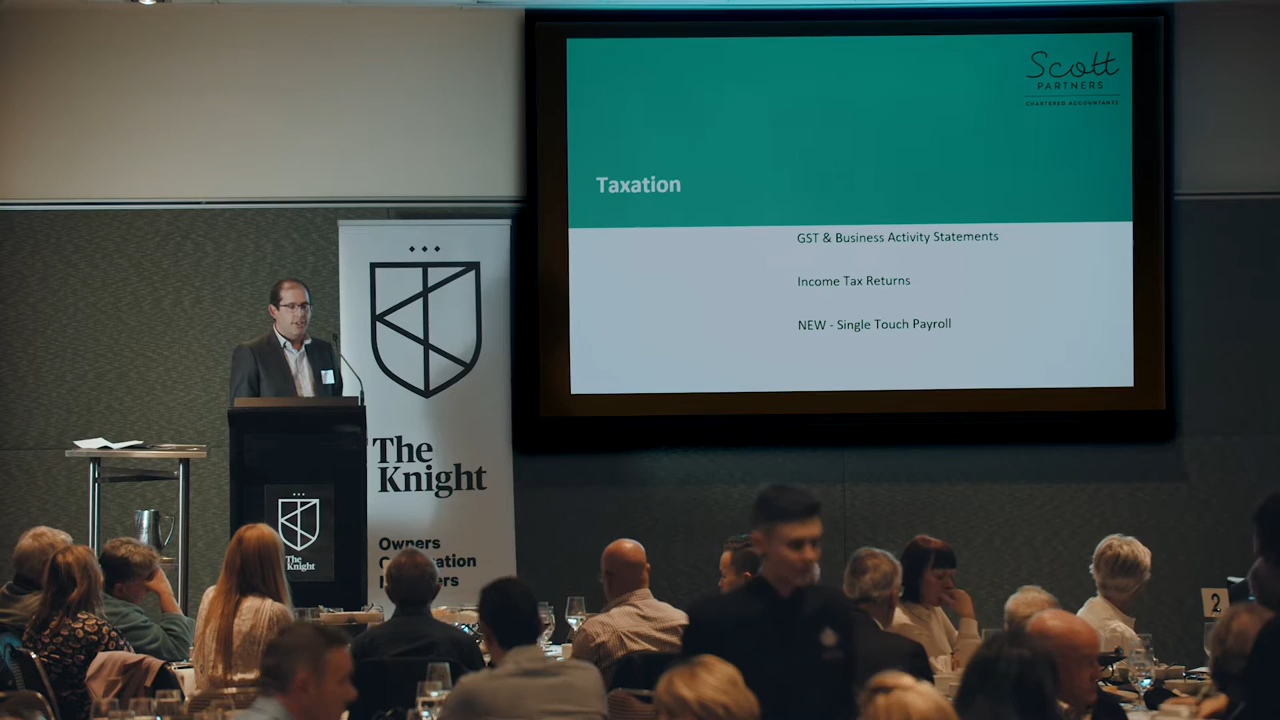 Scott
PARTNERS
CHARTERED ACCOUNTANTS
Taxation
GST & Business Activity Statements
Income Tax Returns
NEW - Single Touch Payroll
The
Knight
Owners
The
Knight
2